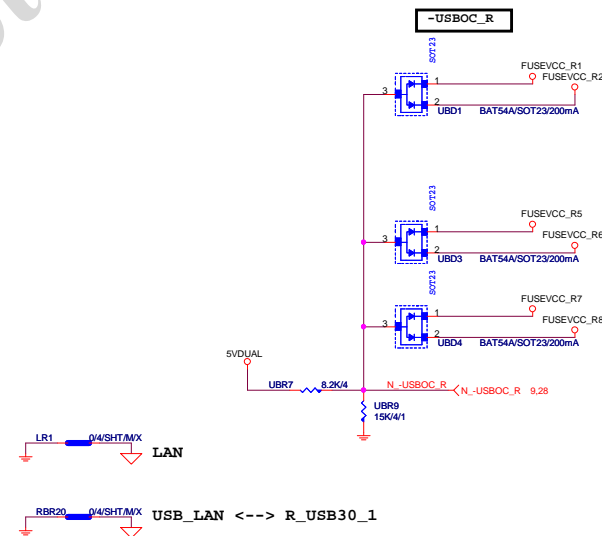 -USBOC_R
SOT23
FUSEVCC_R1
FUSEVCC_R2
1
3
2
UBD1 BAT54A/SOT23/200mA
SOT23
FUSEVCC_R5
FUSEVCC_R6
1
3
2
UBD3 BAT54A/SOT23/200mA
SOT23
FUSEVCC_R7
FUSEVCC_R8
1
3
2
UBD4 BAT54A/SOT23/200mA
5VDUAL
UBR7 8.2K/4 N_-USBOC_R N_-USBOC_R 9,28
UBR9
15K/4/1
LR1 0/4/SHT/M/X LAN
RBR20 0/4/SHT/M/X USB_LAN <--> R_USB30_1